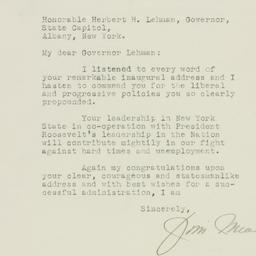 Honorable Herbert H. Lehman, Governor,
State Capitol,
Albany, New York.
My dear Governor Lehman:
I listened to every word of
your remarkable inaugural address and I
hasten to commend you for the liberal
and progressive policies you so clearly
propounded.
Your leadership in New York
State in co-operation with President
Roosevelt's leadership in the Nation
will contribute mightily in our fight
against hard times and unemployment.
Again my congratulations upon
your clear, courageous and statesmanlike
address and with best wishes for a suc-
cessful administration, I am
Sincerely,